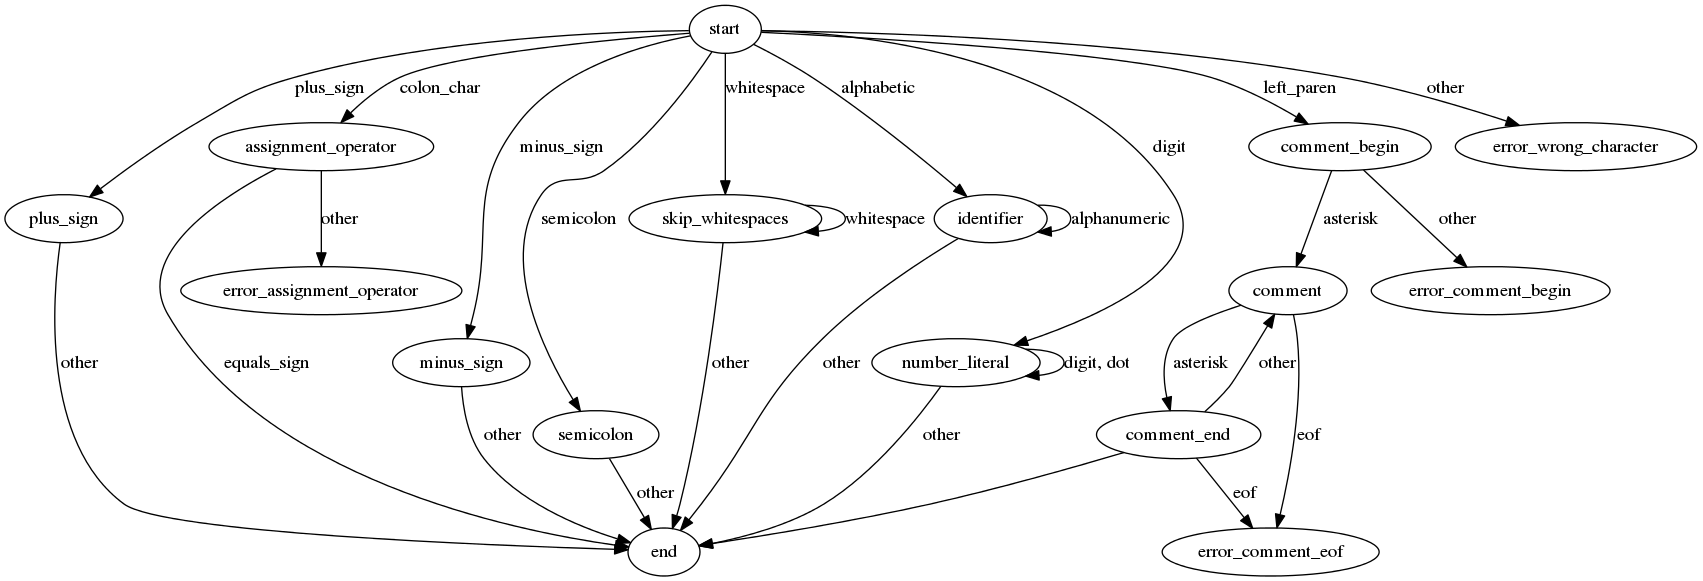 start
plus_sign
colon_char
whitespace
alphabetic
left_paren
other
assignment_operator
minus_sign
digit
comment_begin
error_wrong_character
plus_sign
other
semicolon
skip_whitespaces
whitespace
identifier
alphanumeric
asterisk
other
error_assignment_operator
comment
error_comment_begin
other
equals_sign
minus_sign
other
other
number_literal
digit, dot
asterisk
other
other
semicolon
other
comment_end
eof
other
eof
end
error_comment_eof